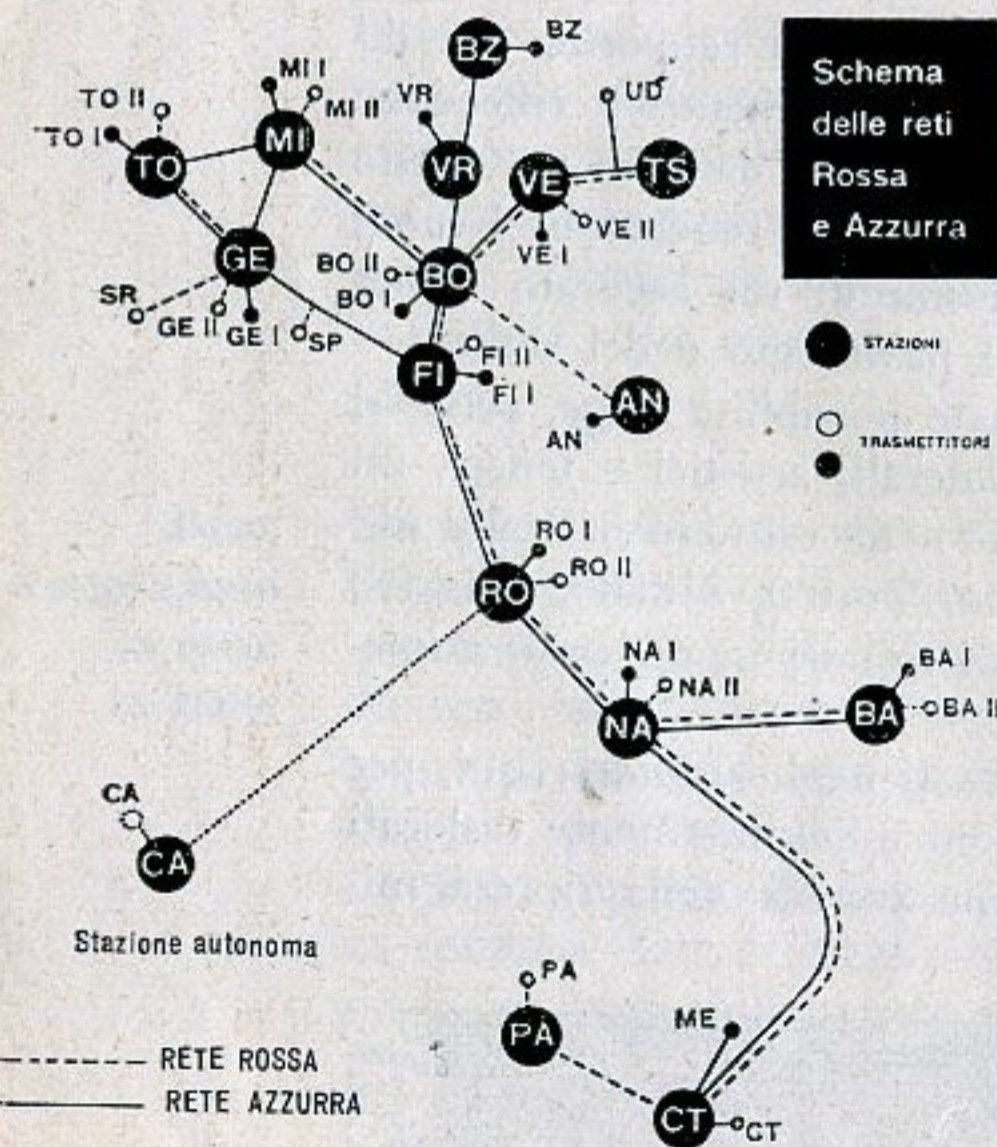 BZ
BZ
MI I
MI II
TO II
TO I
TO
MI
VR
VR
UD
VE
TS
VE II
VE I
GE
BO II
BO
BO I
SR
GE II
GE I
SP
FI
FI II
FI I
AN
AN
RO I
RO II
RO
NA I
NA II
NA
BA I
BA II
BA
CA
CA
Stazione autonoma
PA
PA
ME
CT
CT
Schema
delle reti
Rossa
e Azzurra
STAZIONI
TRASMETTITORI
RETE ROSSA
RETE AZZURRA